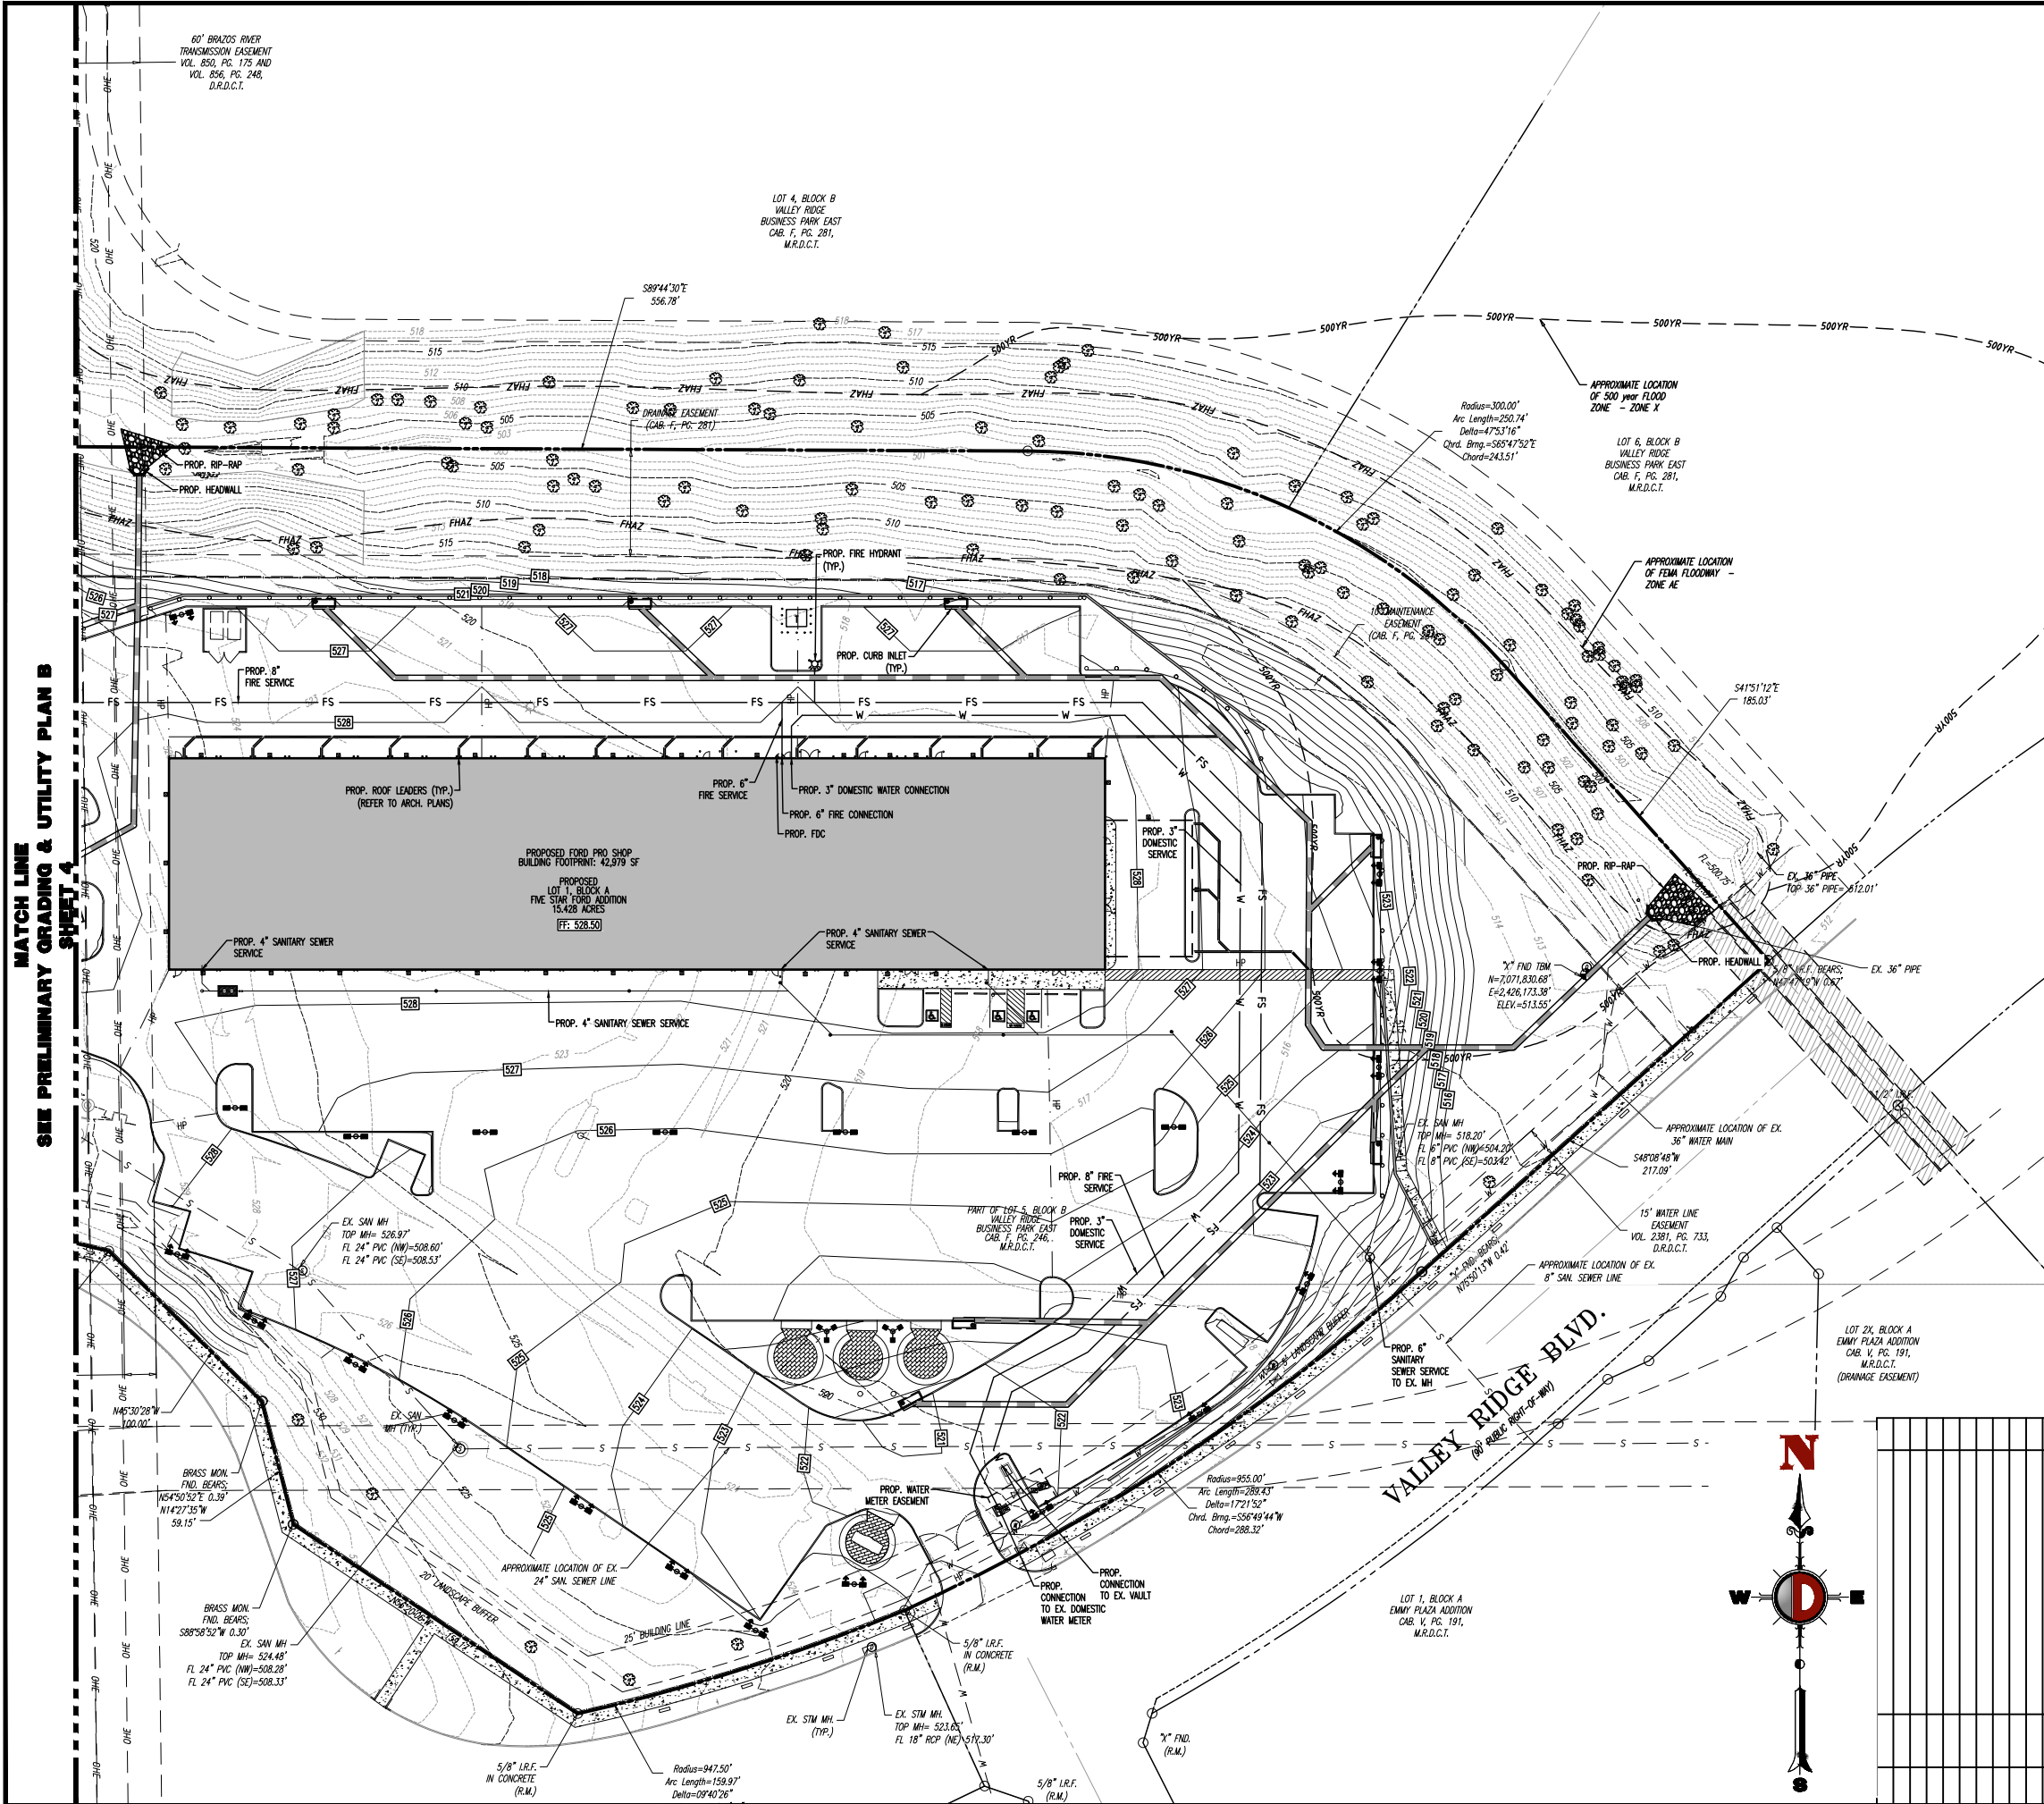 MATCH LINE
SEE PRELIMINARY GRADING & UTILITY PLAN B
SHEET 4
60' BRAZOS RIVER
TRANSMISSION EASEMENT
VOL. 850, PG. 175 AND
VOL. 856, PG. 248,
D.R.D.C.T.
LOT 4, BLOCK B
VALLEY RIDGE
BUSINESS PARK EAST
CAB. F, PG. 281,
M.R.D.C.T.
S89°44'30"E
556.78'
APPROXIMATE LOCATION
OF 500 year FLOOD
ZONE - ZONE X
Radius=300.00'
Arc Length=250.74'
Delta=47°53'16"
Chrd. Brng.=S65°47'52"E
Chord=243.51'
LOT 6, BLOCK B
VALLEY RIDGE
BUSINESS PARK EAST
CAB. F, PG. 281,
M.R.D.C.T.
APPROXIMATE LOCATION
OF FEMA FLOODWAY -
ZONE AE
DRAINAGE EASEMENT
(CAB. F, PG. 281)
PROP. RIP-RAP
PROP. HEADWALL
PROP. FIRE HYDRANT
(TYP.)
PROP. CURB INLET
(TYP.)
PROP. 8"
FIRE SERVICE
S41°51'12"E
185.03'
PROP. ROOF LEADERS (TYP.)
(REFER TO ARCH. PLANS)
PROP. 6"
FIRE SERVICE
PROP. 3" DOMESTIC WATER CONNECTION
PROP. 6" FIRE CONNECTION
PROP. FDC
PROP. 3"
DOMESTIC
SERVICE
PROPOSED FORD PRO SHOP
BUILDING FOOTPRINT: 42,979 SF
PROPOSED
LOT 1, BLOCK A
FIVE STAR FORD ADDITION
15.428 ACRES
FF: 528.50
PROP. 4" SANITARY SEWER
SERVICE
PROP. 4" SANITARY SEWER
SERVICE
PROP. 4" SANITARY SEWER SERVICE
PROP. RIP-RAP
FL=500.75'
EX. 36" PIPE
TOP 36" PIPE= 512.01'
PROP. HEADWALL
EX. 36" PIPE
"X" FND TBM
N=7,071,830.68'
E=2,426,173.38'
ELEV.=513.55'
1/2" I.R.F.
APPROXIMATE LOCATION OF EX.
36" WATER MAIN
S48°08'48"W
217.09'
15' WATER LINE
EASEMENT
VOL. 2381, PG. 733,
D.R.D.C.T.
EX. SAN MH
TOP MH= 518.20'
FL 6" PVC (NW)=504.20'
FL 8" PVC (SE)=503.42'
PROP. 8" FIRE
SERVICE
PART OF LOT 5, BLOCK B
VALLEY RIDGE
BUSINESS PARK EAST
CAB. F, PG. 246,
M.R.D.C.T.
PROP. 3"
DOMESTIC
SERVICE
EX. SAN MH
TOP MH= 526.97'
FL 24" PVC (NW)=508.60'
FL 24" PVC (SE)=508.53'
APPROXIMATE LOCATION OF EX.
8" SAN. SEWER LINE
"X" FND BEARS:
N75°50'13"W 0.42'
PROP. 6"
SANITARY
SEWER SERVICE
TO EX. MH
VALLEY RIDGE BLVD.
(90' PUBLIC RIGHT-OF-WAY)
LOT 2X, BLOCK A
EMMY PLAZA ADDITION
CAB. V, PG. 191,
M.R.D.C.T.
(DRAINAGE EASEMENT)
N45°30'28"W
100.00'
EX. SAN
MH (TYP.)
BRASS MON.
FND. BEARS;
N54°50'52"E 0.39'
N14°27'35"W
59.15'
PROP. WATER
METER EASEMENT
Radius=955.00'
Arc Length=289.43'
Delta=17°21'52"
Chrd. Brng.=S56°49'44"W
Chord=288.32'
APPROXIMATE LOCATION OF EX.
24" SAN. SEWER LINE
PROP.
CONNECTION
TO EX. VAULT
PROP.
CONNECTION
TO EX. DOMESTIC
WATER METER
20' LANDSCAPE BUFFER
25' BUILDING LINE
BRASS MON.
FND. BEARS;
S88°58'52"W 0.30'
EX. SAN MH
TOP MH= 524.48'
FL 24" PVC (NW)=508.28'
FL 24" PVC (SE)=508.33'
5/8" I.R.F.
IN CONCRETE
(R.M.)
LOT 1, BLOCK A
EMMY PLAZA ADDITION
CAB. V, PG. 191,
M.R.D.C.T.
EX. STM MH.
(TYP.)
EX. STM MH.
TOP MH= 523.65'
FL 18" RCP (NE) 517.30'
"X" FND.
(R.M.)
5/8" I.R.F.
IN CONCRETE
(R.M.)
Radius=947.50'
Arc Length=159.97'
Delta=09°40'26"
5/8" I.R.F.
(R.M.)
N
W
D
E
S